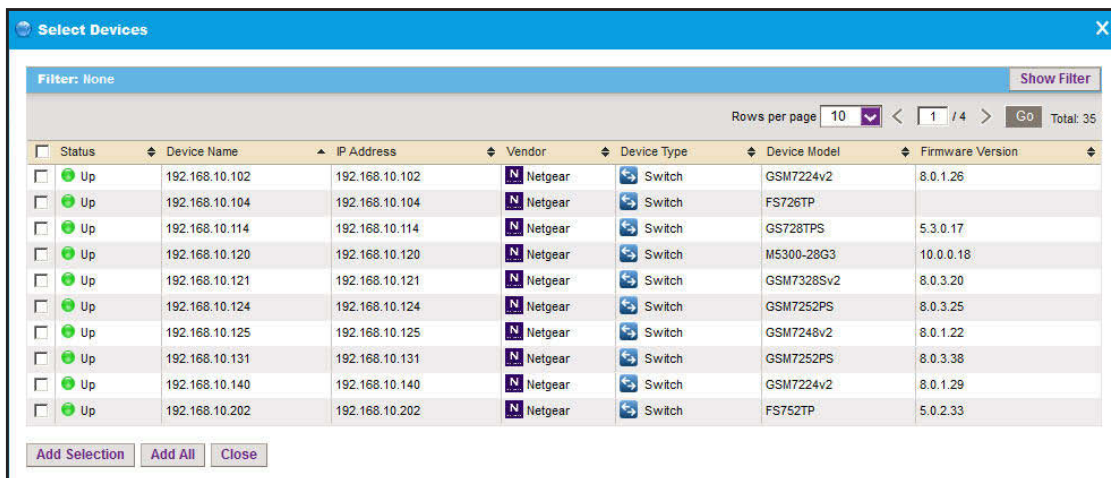 Select Devices X
Filter: None Show Filter
Rows per page 10 < 1 / 4 > Go Total: 35
Status Device Name IP Address Vendor Device Type Device Model Firmware Version
Up 192.168.10.102 192.168.10.102 N Netgear Switch GSM7224v2 8.0.1.26
Up 192.168.10.104 192.168.10.104 N Netgear Switch FS726TP
Up 192.168.10.114 192.168.10.114 N Netgear Switch GS728TPS 5.3.0.17
Up 192.168.10.120 192.168.10.120 N Netgear Switch M5300-28G3 10.0.0.18
Up 192.168.10.121 192.168.10.121 N Netgear Switch GSM7328Sv2 8.0.3.20
Up 192.168.10.124 192.168.10.124 N Netgear Switch GSM7252PS 8.0.3.25
Up 192.168.10.125 192.168.10.125 N Netgear Switch GSM7248v2 8.0.1.22
Up 192.168.10.131 192.168.10.131 N Netgear Switch GSM7252PS 8.0.3.38
Up 192.168.10.140 192.168.10.140 N Netgear Switch GSM7224v2 8.0.1.29
Up 192.168.10.202 192.168.10.202 N Netgear Switch FS752TP 5.0.2.33
Add Selection Add All Close